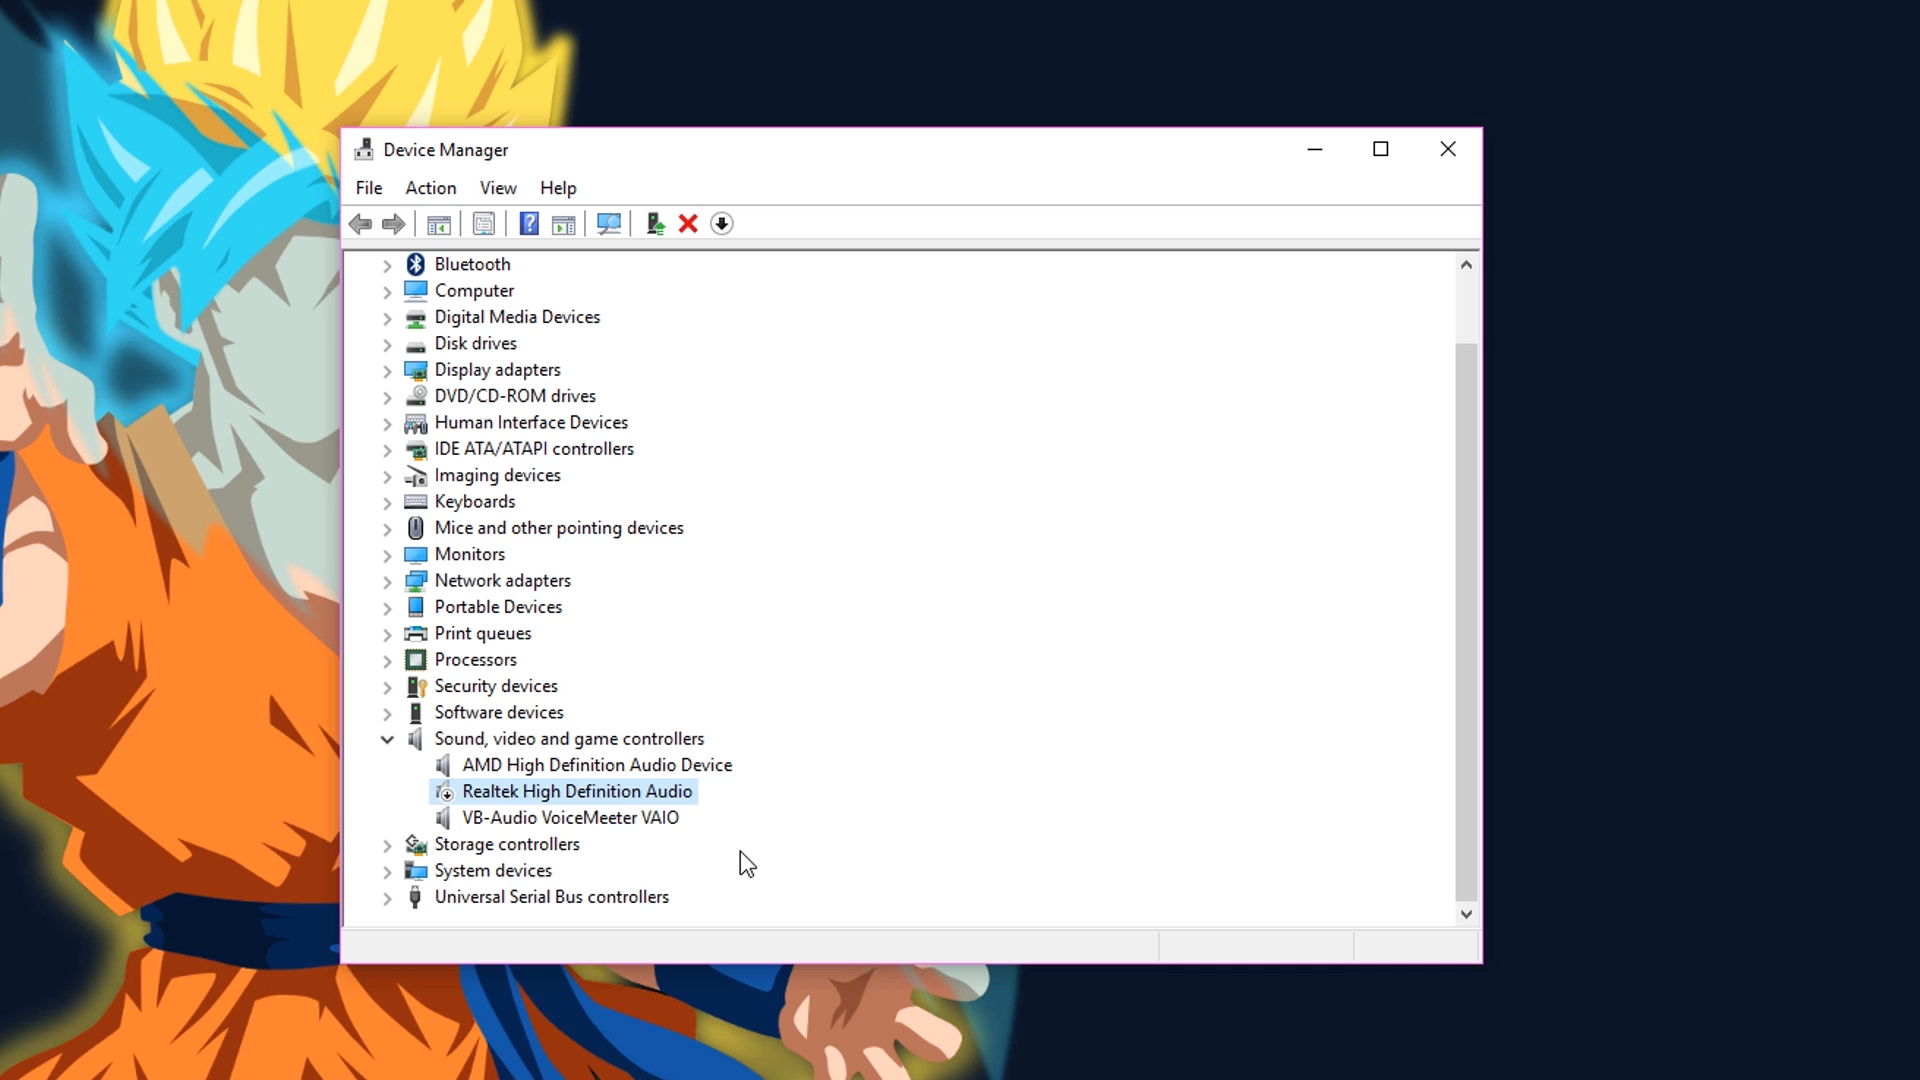 Device Manager
File Action View Help
Bluetooth
Computer
Digital Media Devices
Disk drives
Display adapters
DVD/CD-ROM drives
Human Interface Devices
IDE ATA/ATAPI controllers
Imaging devices
Keyboards
Mice and other pointing devices
Monitors
Network adapters
Portable Devices
Print queues
Processors
Security devices
Software devices
Sound, video and game controllers
AMD High Definition Audio Device
Realtek High Definition Audio
VB-Audio VoiceMeeter VAIO
Storage controllers
System devices
Universal Serial Bus controllers